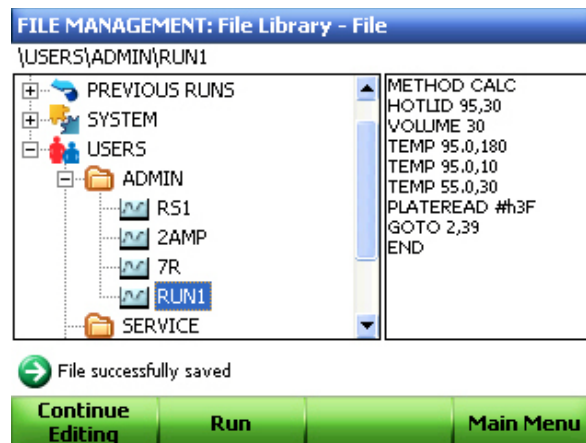 FILE MANAGEMENT: File Library - File
\USERS\ADMIN\RUN1
PREVIOUS RUNS
SYSTEM
USERS
ADMIN
RS1
2AMP
7R
RUN1
SERVICE
METHOD CALC
HOTLID 95,30
VOLUME 30
TEMP 95.0,180
TEMP 95.0,10
TEMP 55.0,30
PLATEREAD #h3F
GOTO 2,39
END
File successfully saved
Continue
Editing
Run
Main Menu